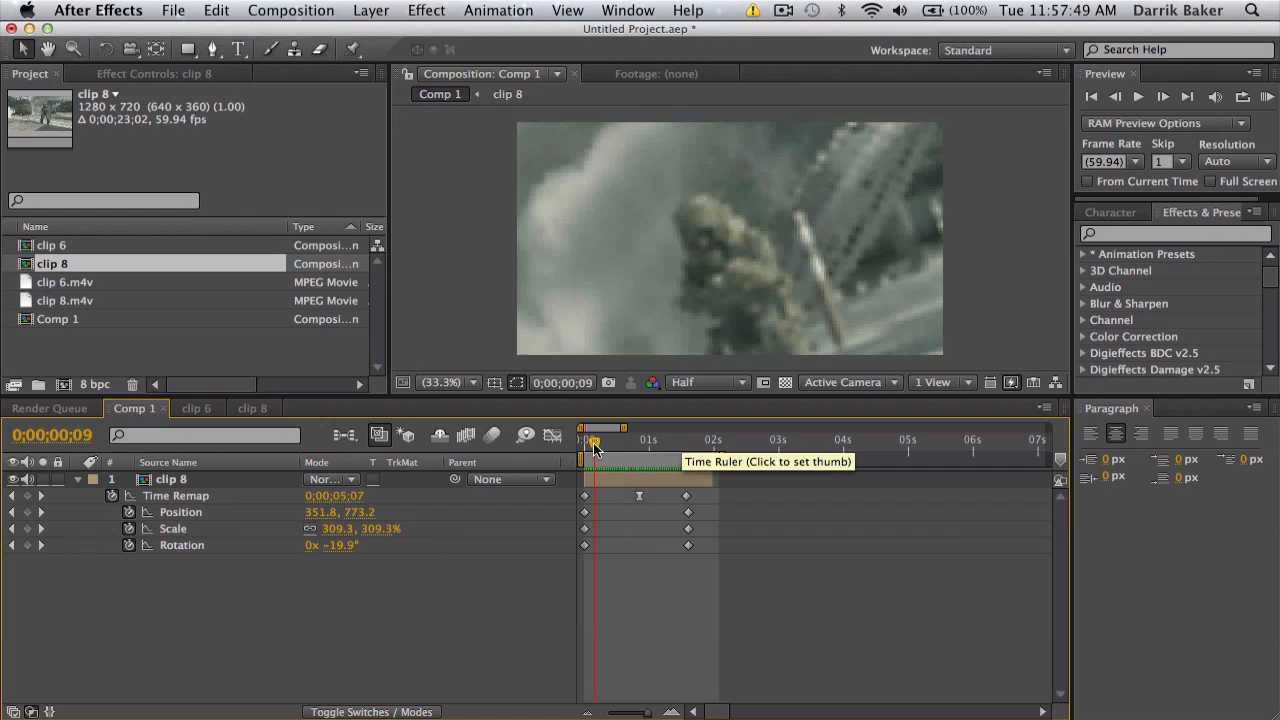 After Effects File Edit Composition Layer Effect Animation View Window Help (100%) Tue 11:57:49 AM Darrik Baker
Untitled Project.aep *
Workspace: Standard Search Help
Project Effect Controls: clip 8 Composition: Comp 1 Footage: (none) Preview
Comp 1 clip 8
clip 8
1280 x 720 (640 x 360) (1.00)
Δ 0;00;23;02, 59.94 fps
RAM Preview Options
Frame Rate Skip Resolution
(59.94) 1 Auto
From Current Time Full Screen
Character Effects & Prese
Name Type Size
clip 6 Composi...n
clip 8 Composi...n
clip 6.m4v MPEG Movie
clip 8.m4v MPEG Movie
Comp 1 Composi...n
* Animation Presets
3D Channel
Audio
Blur & Sharpen
Channel
Color Correction
Digieffects BDC v2.5
Digieffects Damage v2.5
8 bpc (33.3%) 0;00;00;09 Half Active Camera 1 View
Render Queue Comp 1 clip 6 clip 8 Paragraph
0;00;00;09
01s 02s 03s 04s 05s 06s 07s
Time Ruler (Click to set thumb)
Source Name Mode T TrkMat Parent
1 clip 8 Nor... None
Time Remap 0;00;05;07
Position 351.8, 773.2
Scale 309.3, 309.3%
Rotation 0x -19.9°
0 px 0 px 0 px
0 px 0 px
Toggle Switches / Modes